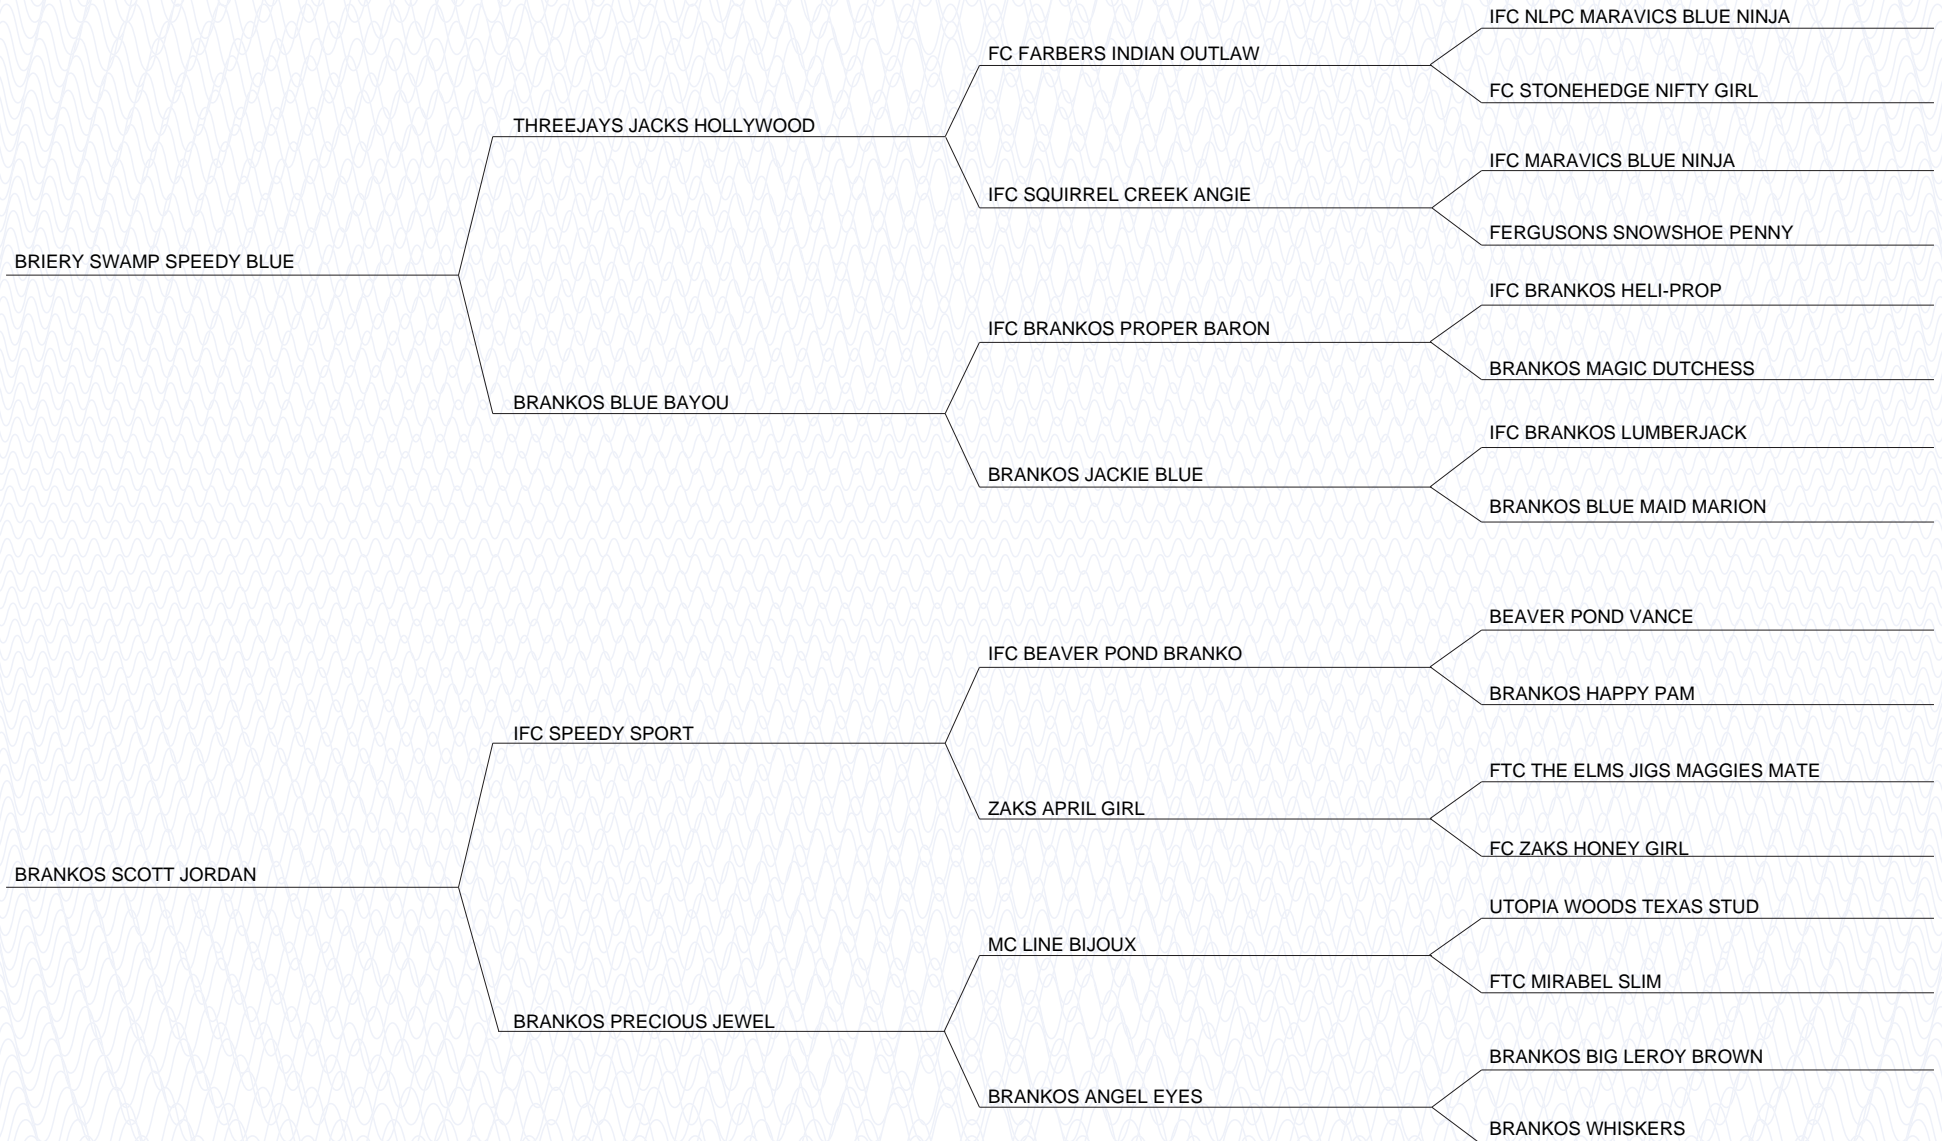 IFC NLPC MARAVICS BLUE NINJA
FC FARBERS INDIAN OUTLAW
FC STONEHEDGE NIFTY GIRL
THREEJAYS JACKS HOLLYWOOD
IFC MARAVICS BLUE NINJA
IFC SQUIRREL CREEK ANGIE
FERGUSONS SNOWSHOE PENNY
BRIERY SWAMP SPEEDY BLUE
IFC BRANKOS HELI-PROP
IFC BRANKOS PROPER BARON
BRANKOS MAGIC DUTCHESS
BRANKOS BLUE BAYOU
IFC BRANKOS LUMBERJACK
BRANKOS JACKIE BLUE
BRANKOS BLUE MAID MARION
BEAVER POND VANCE
IFC BEAVER POND BRANKO
BRANKOS HAPPY PAM
IFC SPEEDY SPORT
FTC THE ELMS JIGS MAGGIES MATE
ZAKS APRIL GIRL
FC ZAKS HONEY GIRL
BRANKOS SCOTT JORDAN
UTOPIA WOODS TEXAS STUD
MC LINE BIJOUX
FTC MIRABEL SLIM
BRANKOS PRECIOUS JEWEL
BRANKOS BIG LEROY BROWN
BRANKOS ANGEL EYES
BRANKOS WHISKERS